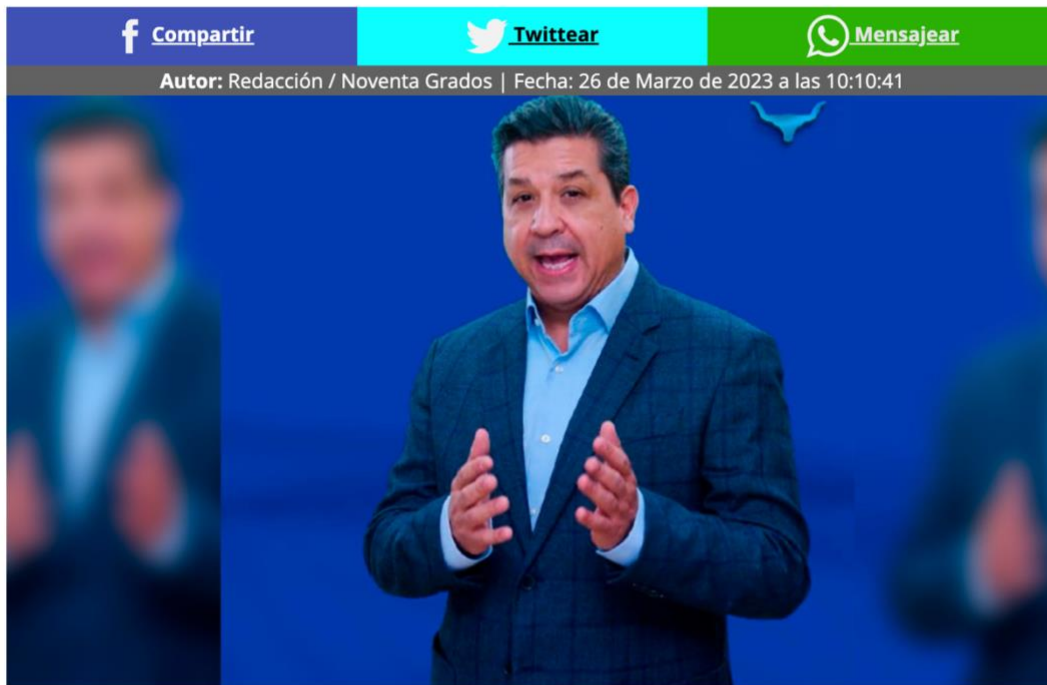 Compartir
Twittear
Mensajear
Autor: Redacción / Noventa Grados | Fecha: 26 de Marzo de 2023 a las 10:10:41